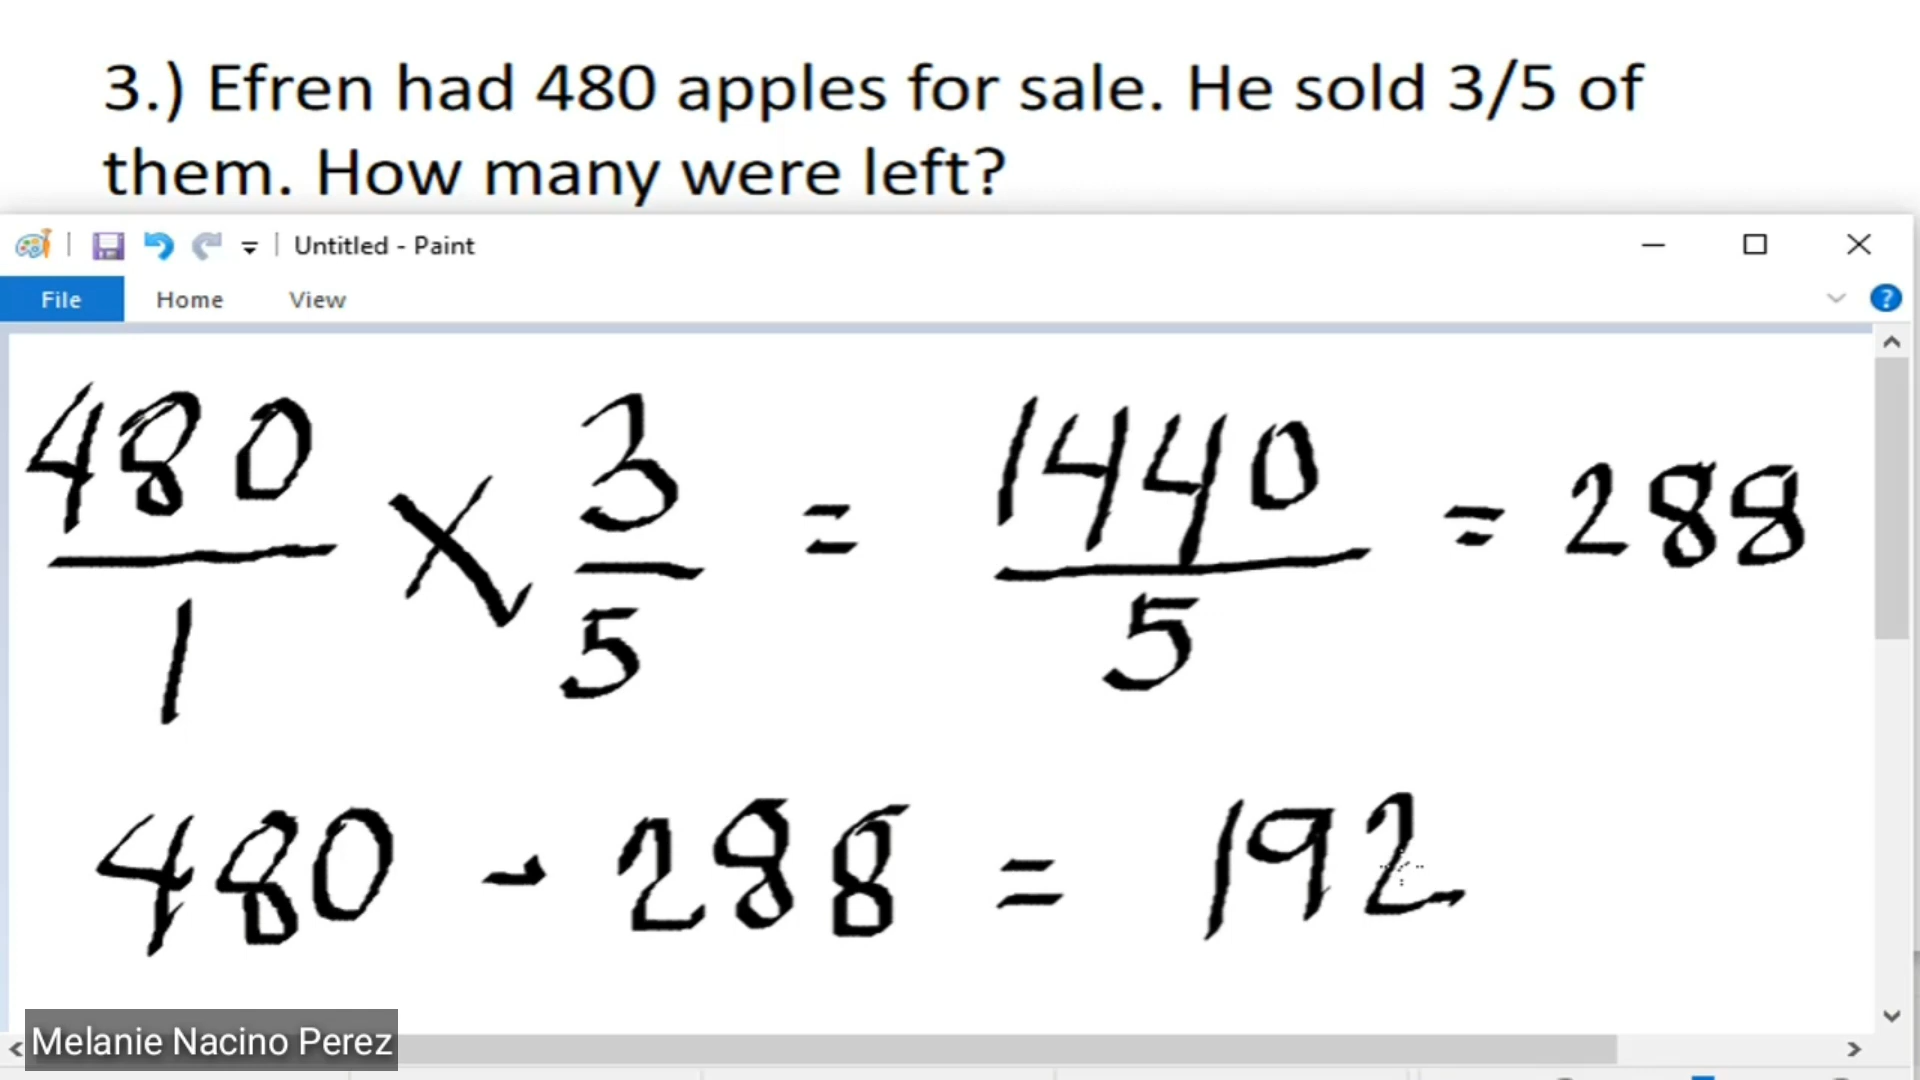 3.) Efren had 480 apples for sale. He sold 3/5 of
them. How many were left?
Untitled - Paint
File Home View
480/1 X 3/5 = 1440/5 = 288
480 - 288 = 192
Melanie Nacino Perez